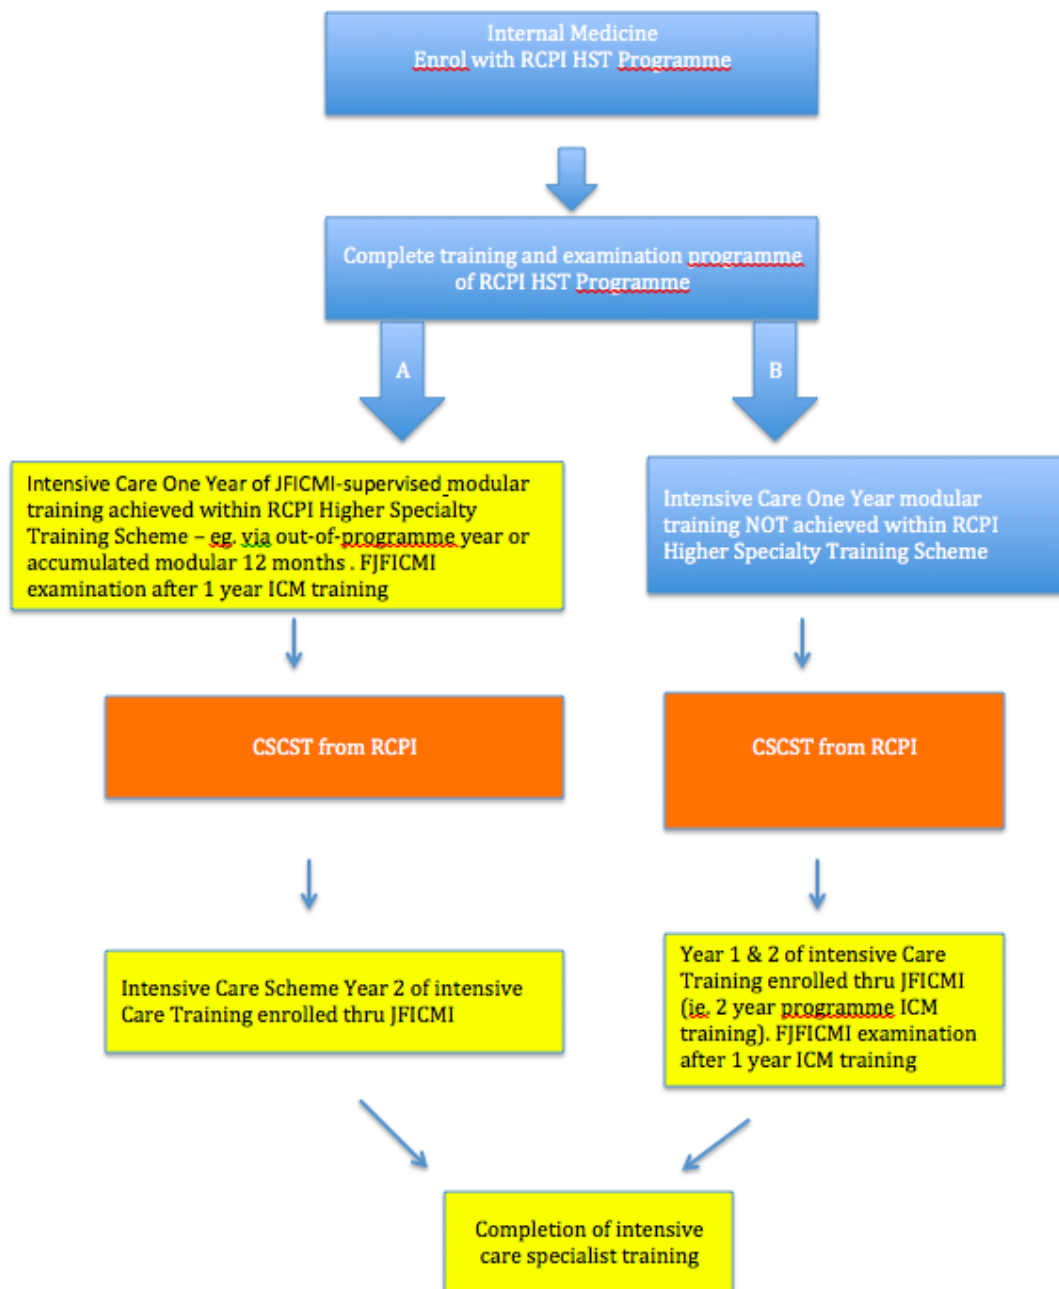 Internal Medicine
Enrol with RCPI HST Programme
Complete training and examination programme
of RCPI HST Programme
A
B
Intensive Care One Year of JFICMI-supervised modular
training achieved within RCPI Higher Specialty
Training Scheme – eg. via out-of-programme year or
accumulated modular 12 months . FJFICMI
examination after 1 year ICM training
Intensive Care One Year modular
training NOT achieved within RCPI
Higher Specialty Training Scheme
CSCST from RCPI
CSCST from RCPI
Intensive Care Scheme Year 2 of intensive
Care Training enrolled thru JFICMI
Year 1 & 2 of intensive Care
Training enrolled thru JFICMI
(ie. 2 year programme ICM
training). FJFICMI examination
after 1 year ICM training
Completion of intensive
care specialist training